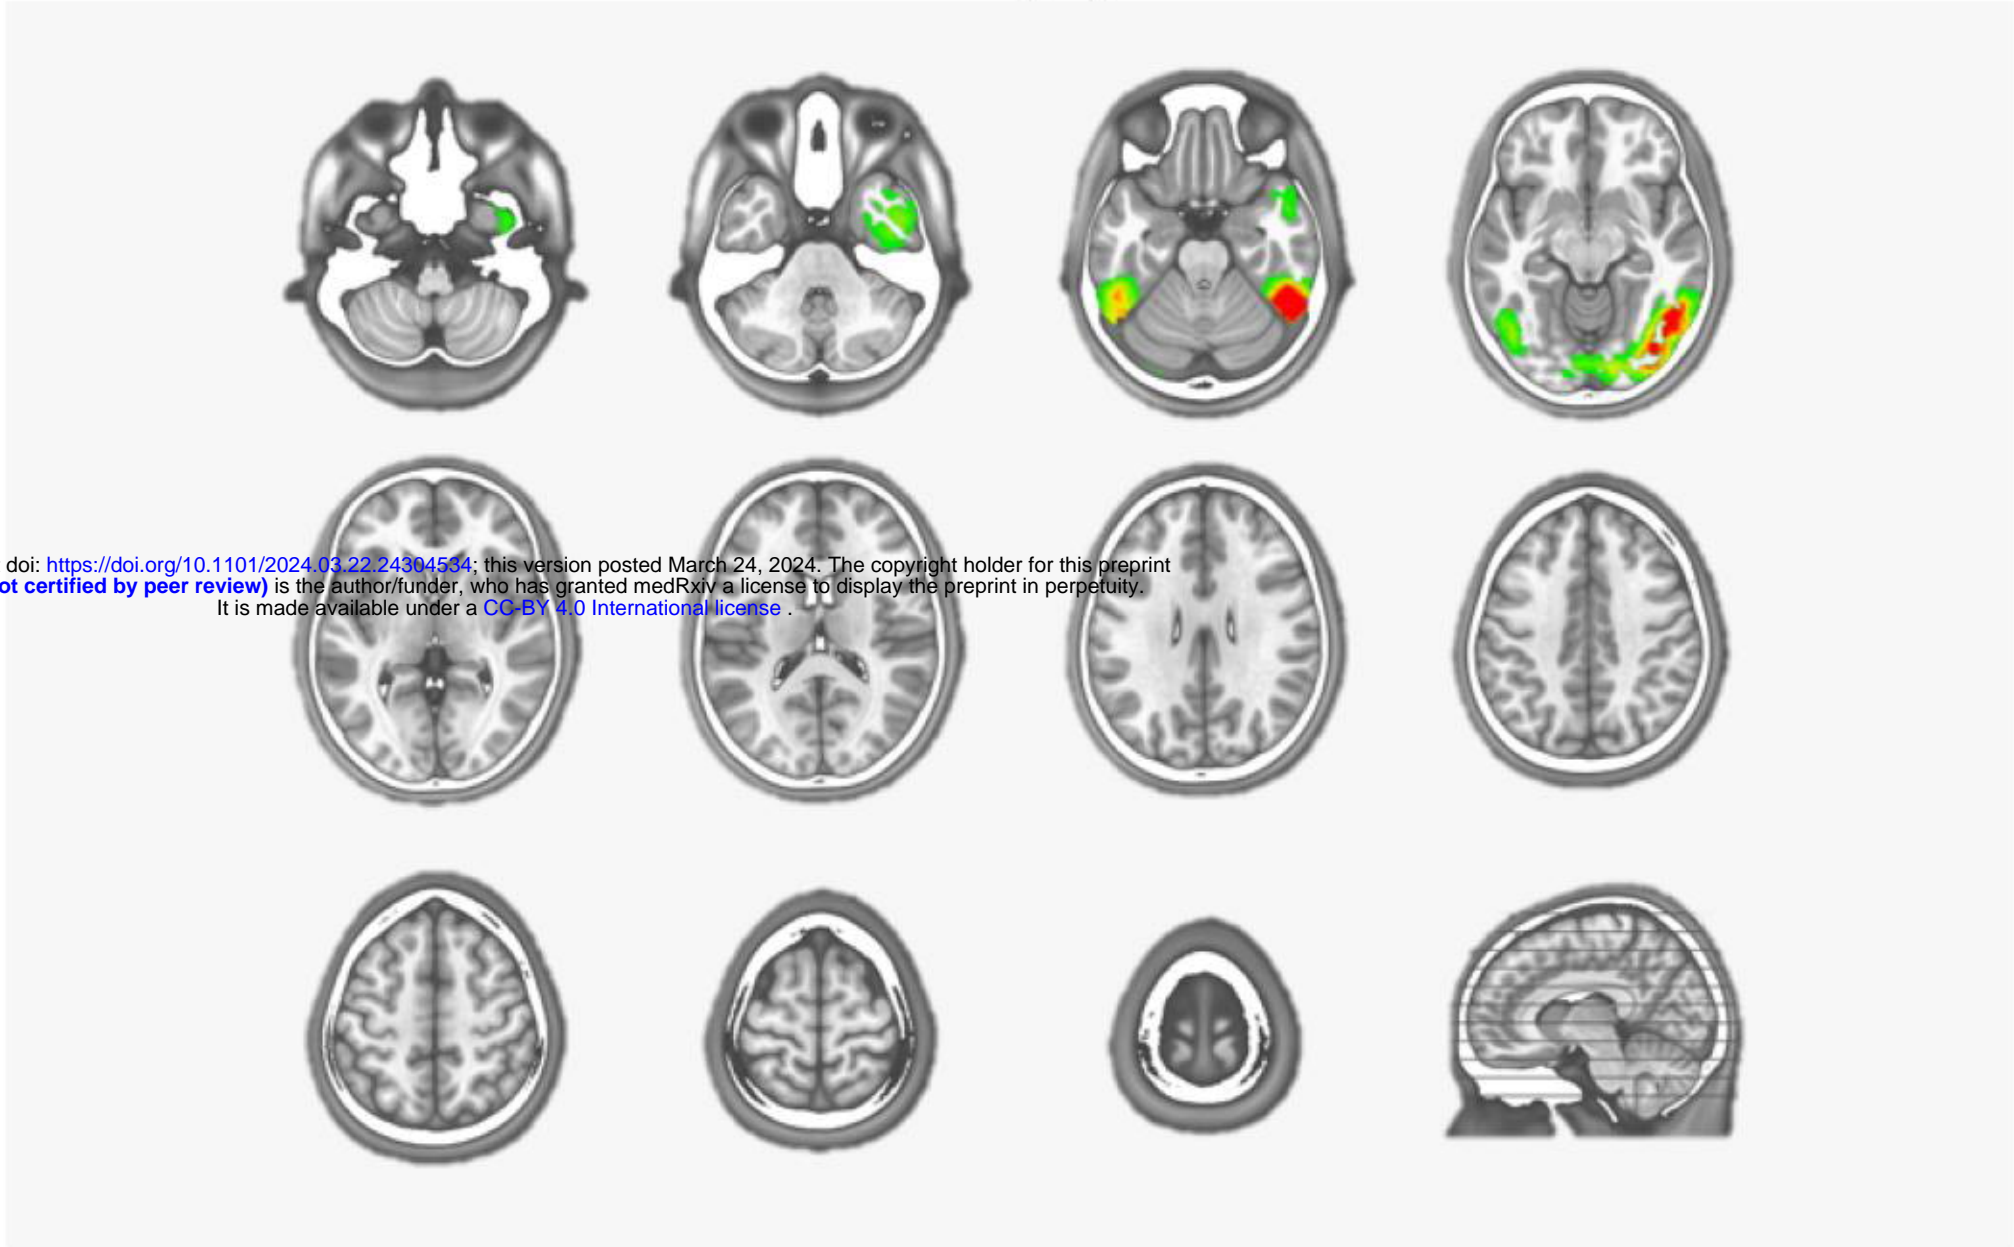 doi: https://doi.org/10.1101/2024.03.22.24304534; this version posted March 24, 2024. The copyright holder for this preprint
certified by peer review) is the author/funder, who has granted medRxiv a license to display the preprint in perpetuity.
It is made available under a CC-BY 4.0 International license .